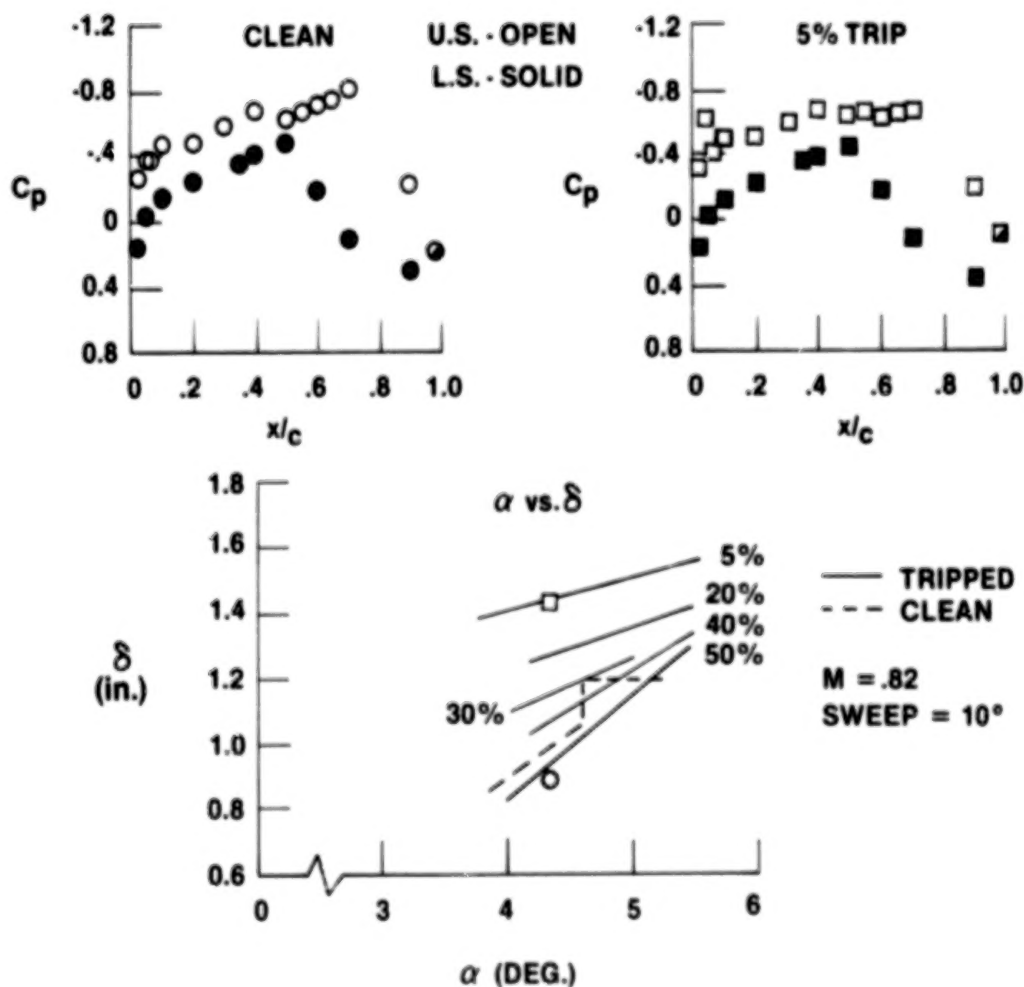 CLEAN
U.S. - OPEN
L.S. - SOLID
5% TRIP
-1.2
-0.8
-.4
0
0.4
0.8
Cp
0 .2 .4 .6 .8 1.0
x/c
-1.2
-0.8
-0.4
0
0.4
0.8
Cp
0 .2 .4 .6 .8 1.0
x/c
α vs. δ
1.8
1.6
1.4
1.2
1.0
0.8
0.6
δ
(in.)
5%
20%
40%
50%
30%
TRIPPED
CLEAN
M = .82
SWEEP = 10°
0 3 4 5 6
α (DEG.)